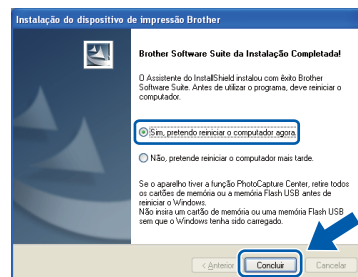 Instalação do dispositivo de impressão Brother
Brother Software Suite da Instalação Completada!
O Assistente do InstallShield instalou com êxito Brother
Software Suite. Antes de utilizar o programa, deve reiniciar o
computador.
Sim, pretendo reiniciar o computador agora.
Não, pretende reiniciar o computador mais tarde.
Se o aparelho tiver a função PhotoCapture Center, retire todos
os cartões de memória ou a memória Flash USB antes de
reiniciar o Windows.
Não insira um cartão de memória ou uma memória Flash USB
sem que o Windows tenha sido carregado.
< Anterior Concluir Cancelar